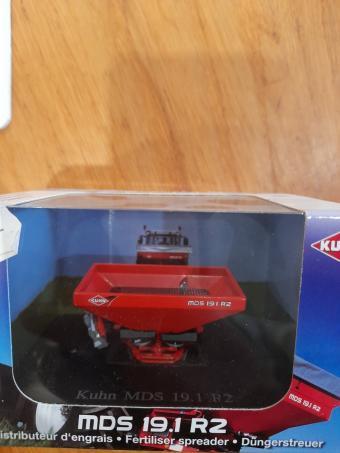 KUHN
KUHN
MDS 19.1 R2
Kuhn MDS 19.1 R2
MDS 19.1 R2
MDS 19.1 R2
istributeur d'engrais • Fertiliser spreader • Düngerstreuer